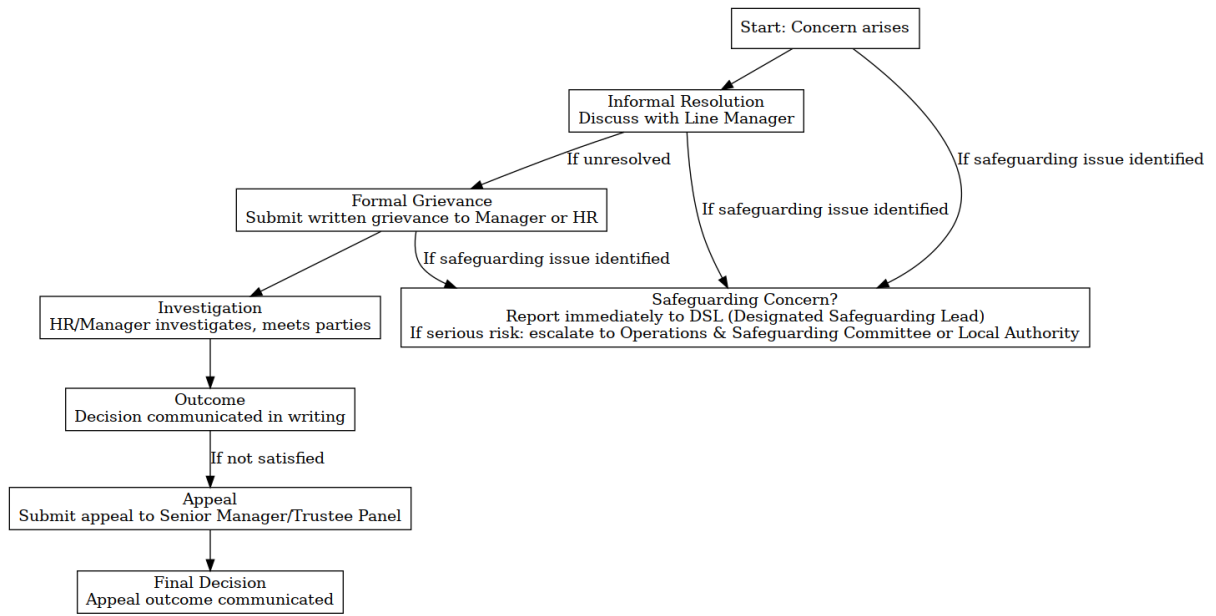 Start: Concern arises
Informal Resolution
Discuss with Line Manager
If unresolved
If safeguarding issue identified
Formal Grievance
Submit written grievance to Manager or HR
If safeguarding issue identified
If safeguarding issue identified
Investigation
HR/Manager investigates, meets parties
Safeguarding Concern?
Report immediately to DSL (Designated Safeguarding Lead)
If serious risk: escalate to Operations & Safeguarding Committee or Local Authority
Outcome
Decision communicated in writing
If not satisfied
Appeal
Submit appeal to Senior Manager/Trustee Panel
Final Decision
Appeal outcome communicated